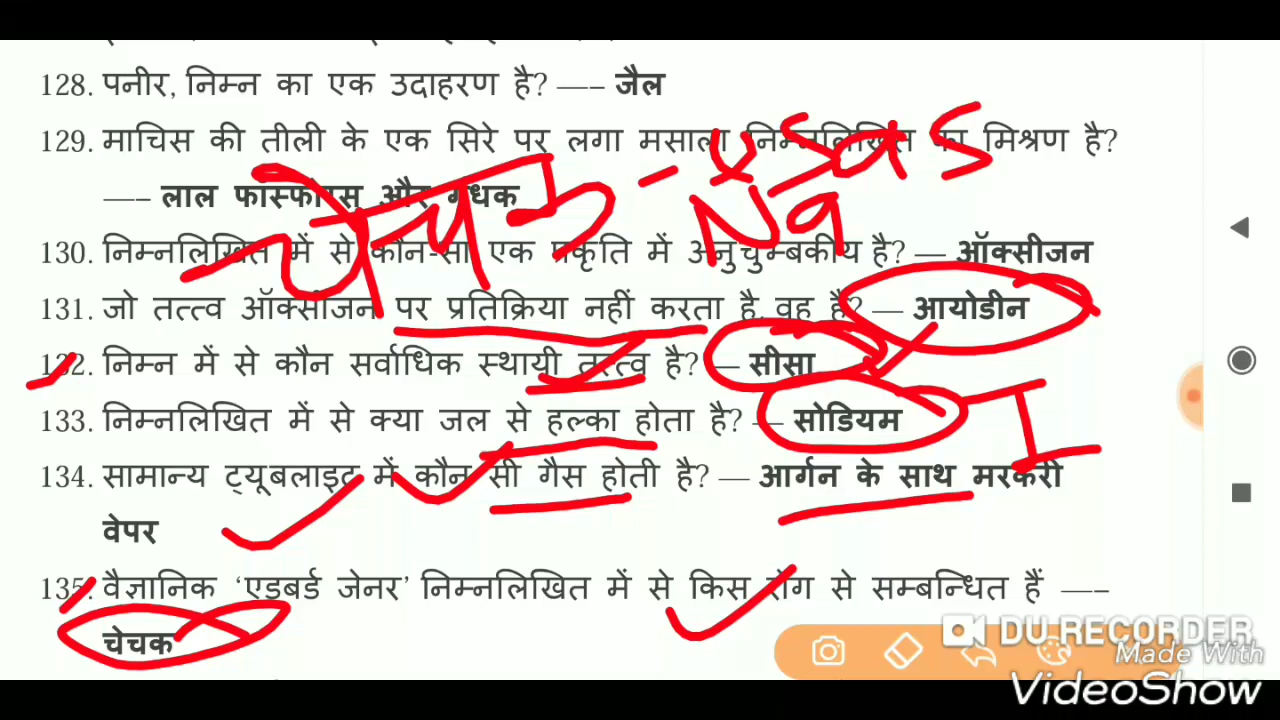 128. पनीर, निम्न का एक उदाहरण है? —– जैल
129. माचिस की तीली के एक सिरे पर लगा मसाला निम्नलिखित का मिश्रण है?
—– लाल फास्फोरस और गंधक
130. निम्नलिखित में से कौन-सा एक प्रकृति में अनुचुम्बकीय है? — ऑक्सीजन
131. जो तत्त्व ऑक्सीजन पर प्रतिक्रिया नहीं करता है, वह है? — आयोडीन
132. निम्न में से कौन सर्वाधिक स्थायी तत्त्व है? — सीसा
133. निम्नलिखित में से क्या जल से हल्का होता है? — सोडियम
I
134. सामान्य ट्यूबलाइट में कौन सी गैस होती है? — आर्गन के साथ मरकरी
वेपर
135. वैज्ञानिक ‘एडबर्ड जेनर’ निम्नलिखित में से किस रोग से सम्बन्धित हैं —–
चेचक
Na
DU RECORDER
Made With
VideoShow